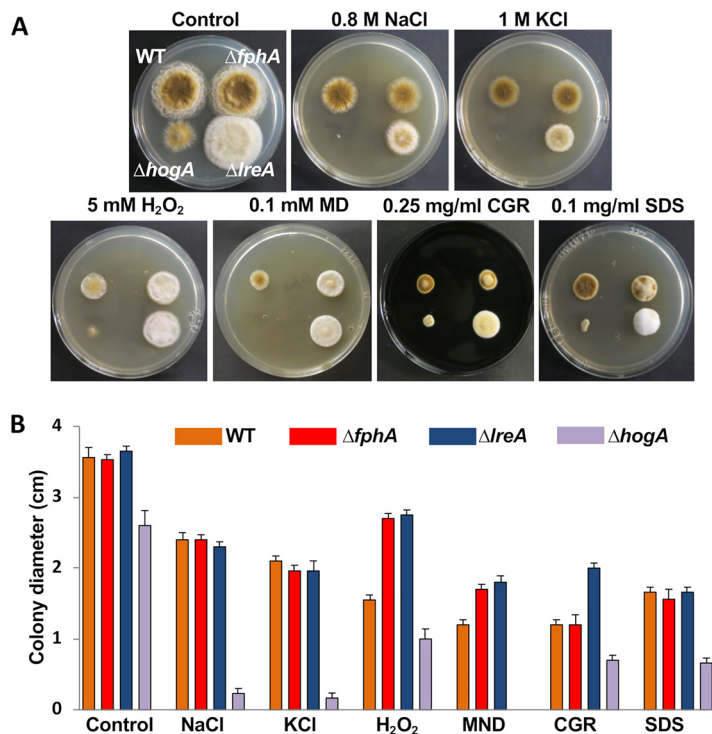 A
Control
0.8 M NaCl
1 M KCl
WT
ΔfphA
ΔhogA
ΔlreA
5 mM H₂O₂
0.1 mM MD
0.25 mg/ml CGR
0.1 mg/ml SDS
B
WT
ΔfphA
ΔlreA
ΔhogA
Colony diameter (cm)
4
3
2
1
0
Control
NaCl
KCl
H₂O₂
MND
CGR
SDS